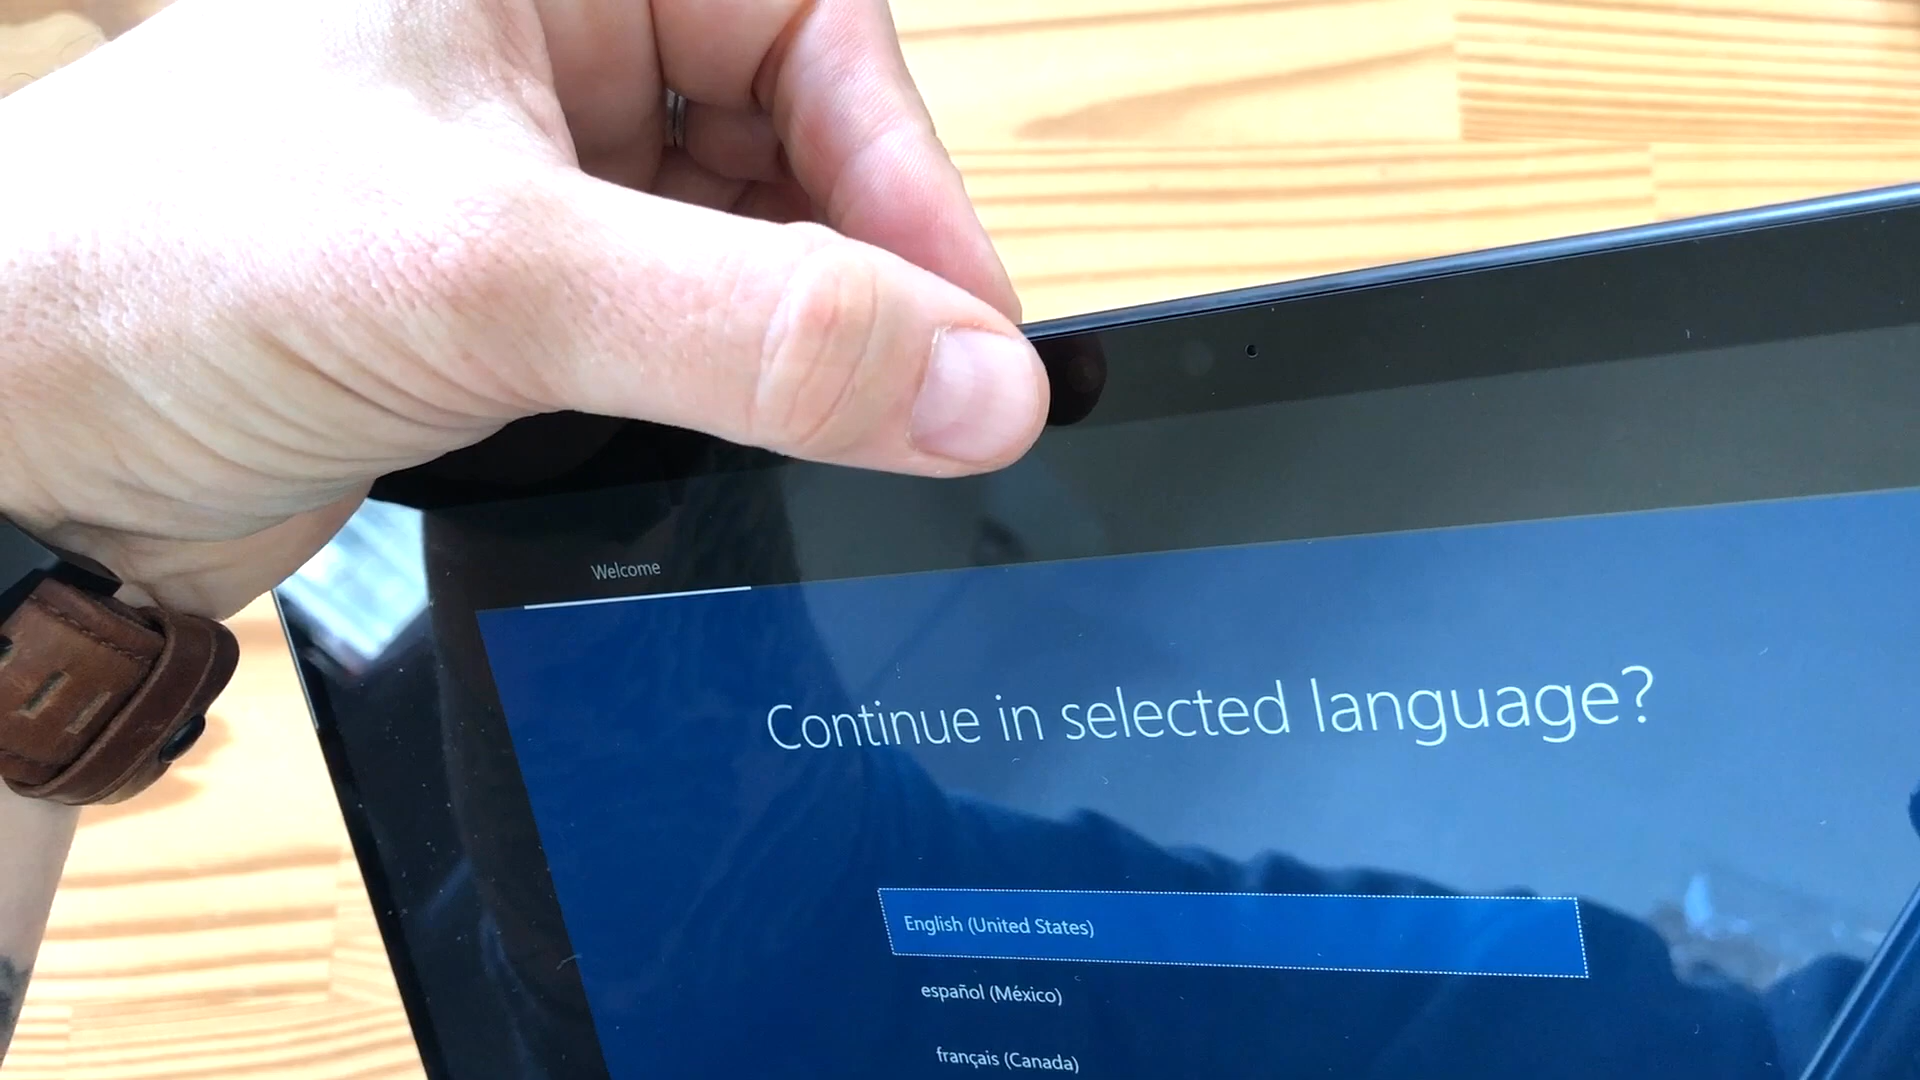 Welcome
Continue in selected language?
English (United States)
español (México)
français (Canada)